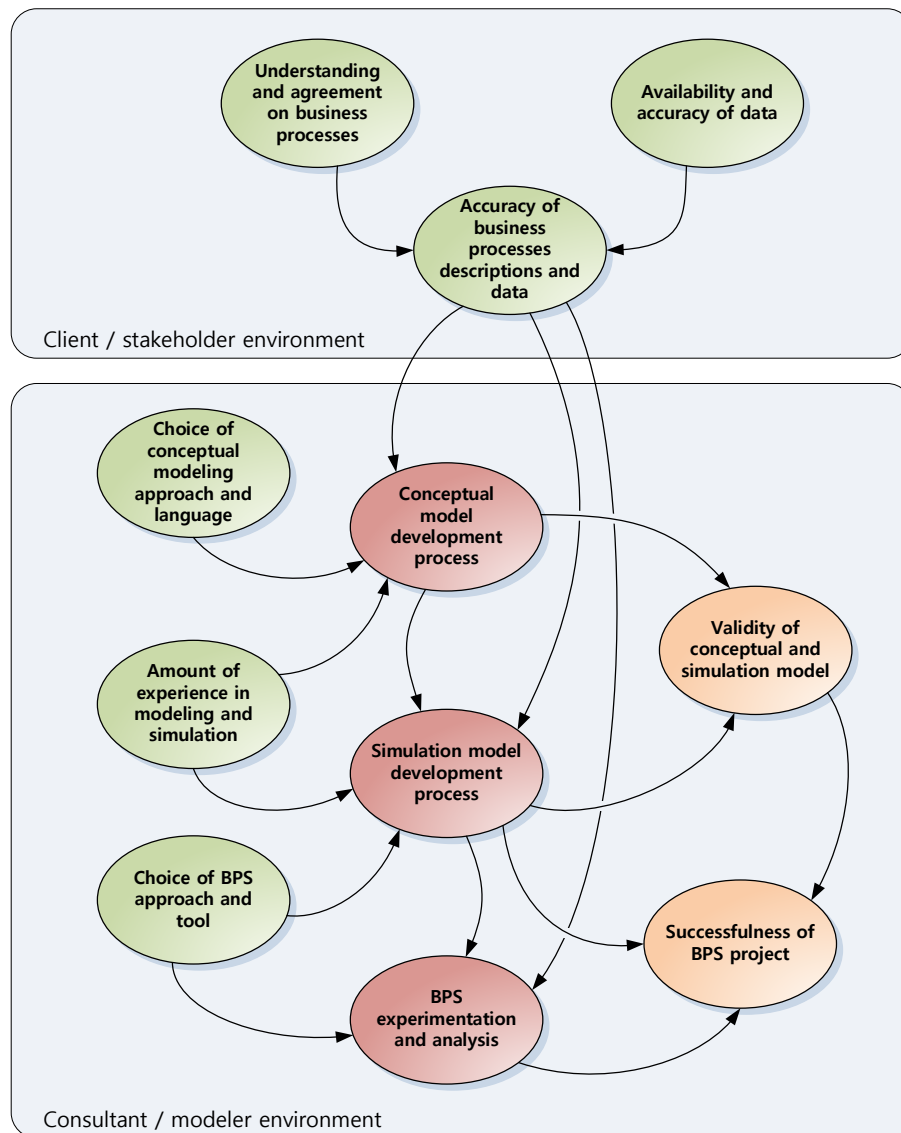 Understanding
and agreement
on business
processes
Availability and
accuracy of data
Accuracy of
business
processes
descriptions and
data
Client / stakeholder environment
Choice of
conceptual
modeling
approach and
language
Conceptual
model
development
process
Validity of
conceptual and
simulation model
Amount of
experience in
modeling and
simulation
Simulation model
development
process
Choice of BPS
approach and
tool
Successfulness of
BPS project
BPS
experimentation
and analysis
Consultant / modeler environment